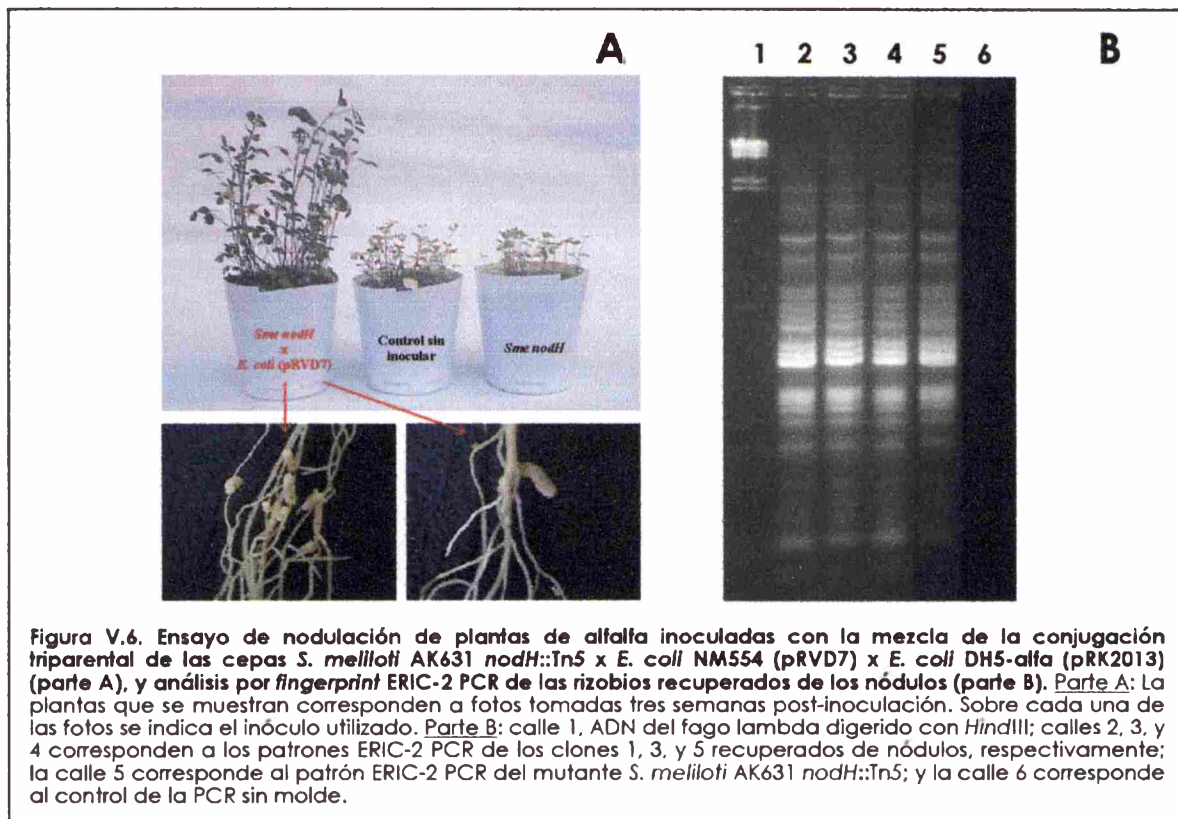 A
1 2 3 4 5 6
B
Sme nodH
x
E. coli (pRVD7)
Control sin
inocular
Sme nodH
Figura V.6. Ensayo de nodulación de plantas de alfalfa inoculadas con la mezcla de la conjugación
triparental de las cepas S. meliloti AK631 nodH::Tn5 x E. coli NM554 (pRVD7) x E. coli DH5-alfa (pRK2013)
(parte A), y análisis por fingerprint ERIC-2 PCR de las rizobios recuperados de los nódulos (parte B). Parte A: La
plantas que se muestran corresponden a fotos tomadas tres semanas post-inoculación. Sobre cada una de
las fotos se indica el inóculo utilizado. Parte B: calle 1, ADN del fago lambda digerido con HindIII; calles 2, 3, y
4 corresponden a los patrones ERIC-2 PCR de los clones 1, 3, y 5 recuperados de nódulos, respectivamente;
la calle 5 corresponde al patrón ERIC-2 PCR del mutante S. meliloti AK631 nodH::Tn5; y la calle 6 corresponde
al control de la PCR sin molde.